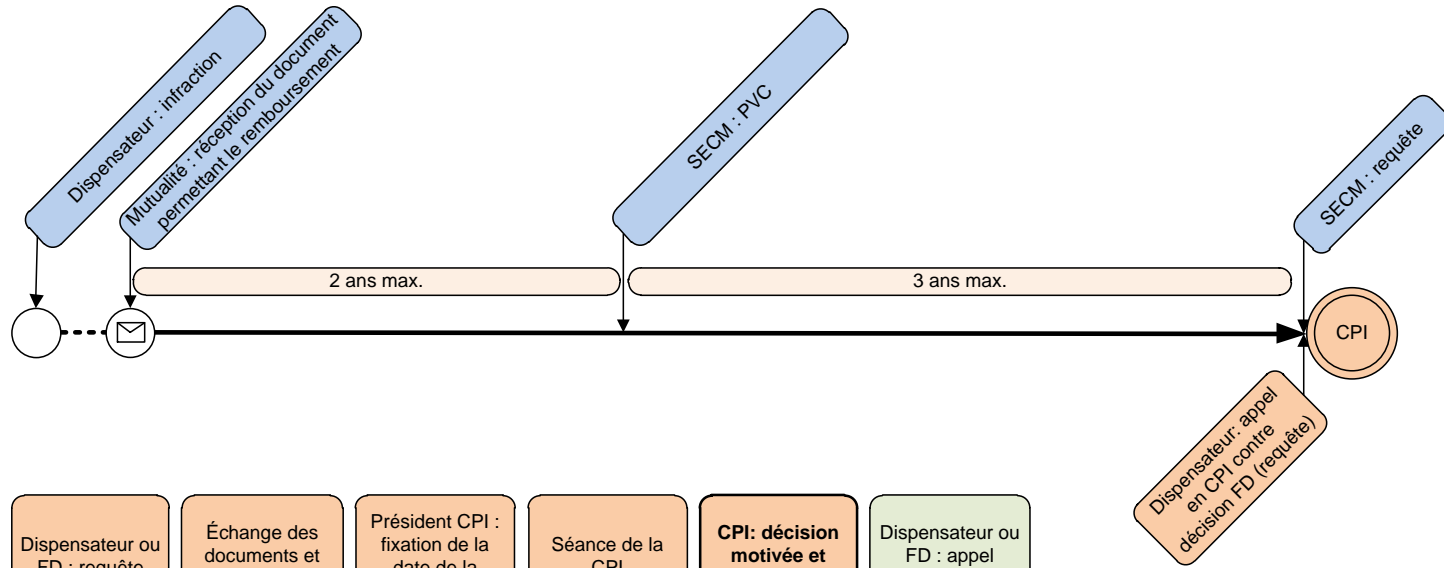 Dispensateur : infraction
Mutualité : réception du document
permettant le remboursement
SECM : PVC
SECM : requête
2 ans max.
3 ans max.
CPI
Dispensateur: appel
en CPI contre
décision FD (requête)
Dispensateur ou
FD : requête
Échange des
documents et
Président CPI :
fixation de la
date de la
Séance de la
CPI
CPI: décision
motivée et
Dispensateur ou
FD : appel